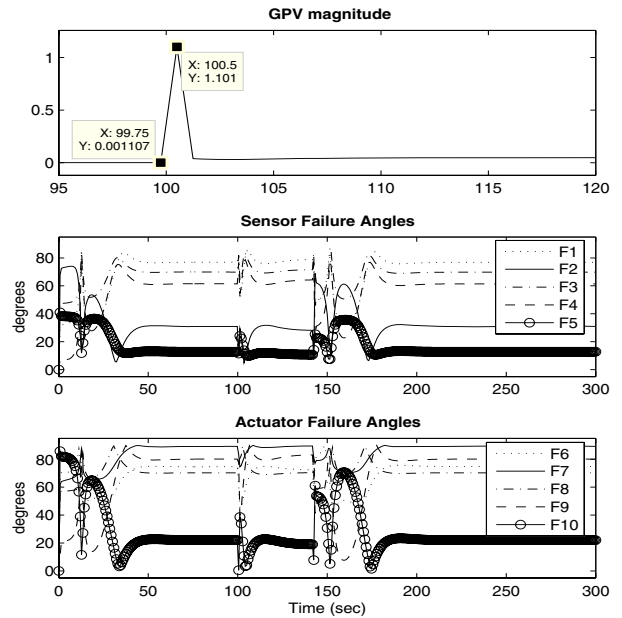 GPV magnitude
1
0.5
0
X: 100.5
Y: 1.101
X: 99.75
Y: 0.001107
95 100 105 110 115 120
Sensor Failure Angles
degrees
80
60
40
20
0
F1
F2
F3
F4
F5
0 50 100 150 200 250 300
Actuator Failure Angles
degrees
80
60
40
20
0
F6
F7
F8
F9
F10
0 50 100 150 200 250 300
Time (sec)